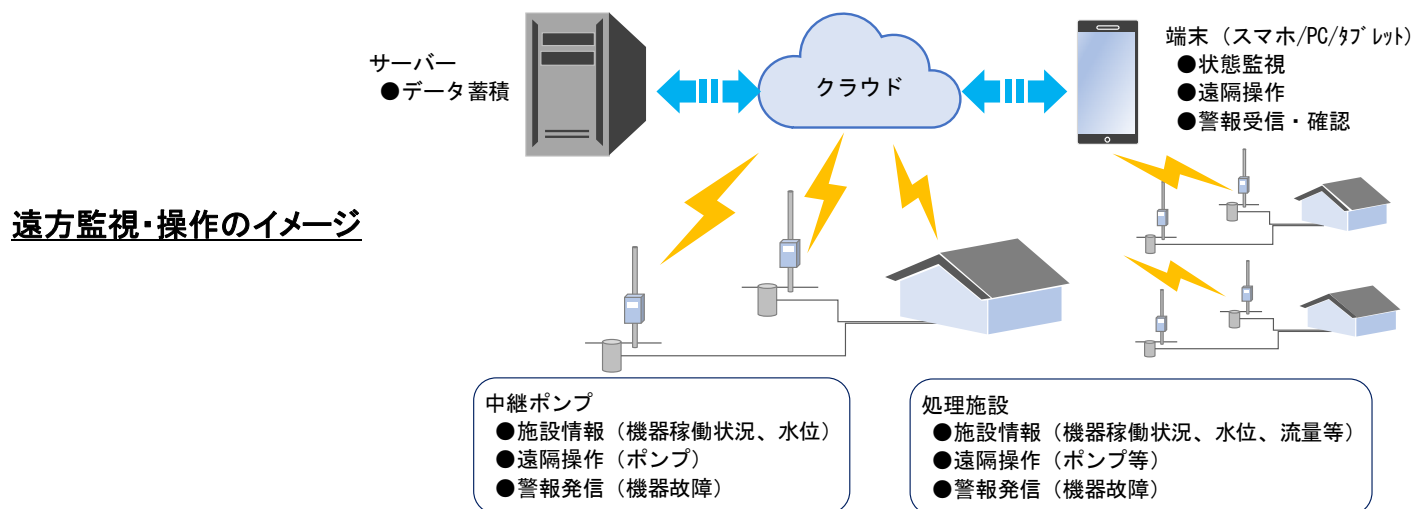 サーバー
●データ蓄積
クラウド
端末（スマホ/PC/ﾀﾌﾞﾚｯﾄ）
●状態監視
●遠隔操作
●警報受信・確認
遠方監視・操作のイメージ
中継ポンプ
●施設情報（機器稼働状況、水位）
●遠隔操作（ポンプ）
●警報発信（機器故障）
処理施設
●施設情報（機器稼働状況、水位、流量等）
●遠隔操作（ポンプ等）
●警報発信（機器故障）